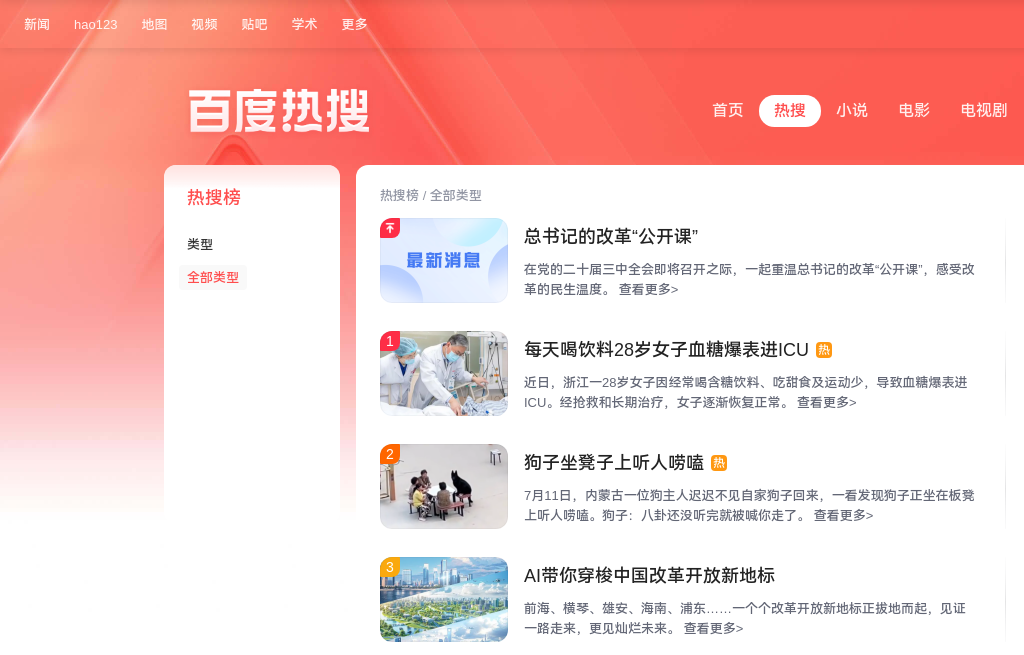 新闻 hao123 地图 视频 贴吧 学术 更多
百度热搜
首页 热搜 小说 电影 电视剧
热搜榜
类型
全部类型
热搜榜 / 全部类型
最新消息
总书记的改革“公开课”
在党的二十届三中全会即将召开之际，一起重温总书记的改革“公开课”，感受改
革的民生温度。 查看更多>
1
每天喝饮料28岁女子血糖爆表进ICU 热
近日，浙江一28岁女子因经常喝含糖饮料、吃甜食及运动少，导致血糖爆表进
ICU。经抢救和长期治疗，女子逐渐恢复正常。 查看更多>
2
狗子坐凳子上听人唠嗑 热
7月11日，内蒙古一位狗主人迟迟不见自家狗子回来，一看发现狗子正坐在板凳
上听人唠嗑。狗子：八卦还没听完就被喊你走了。 查看更多>
3
AI带你穿梭中国改革开放新地标
前海、横琴、雄安、海南、浦东……一个个改革开放新地标正拔地而起，见证
一路走来，更见灿烂未来。 查看更多>